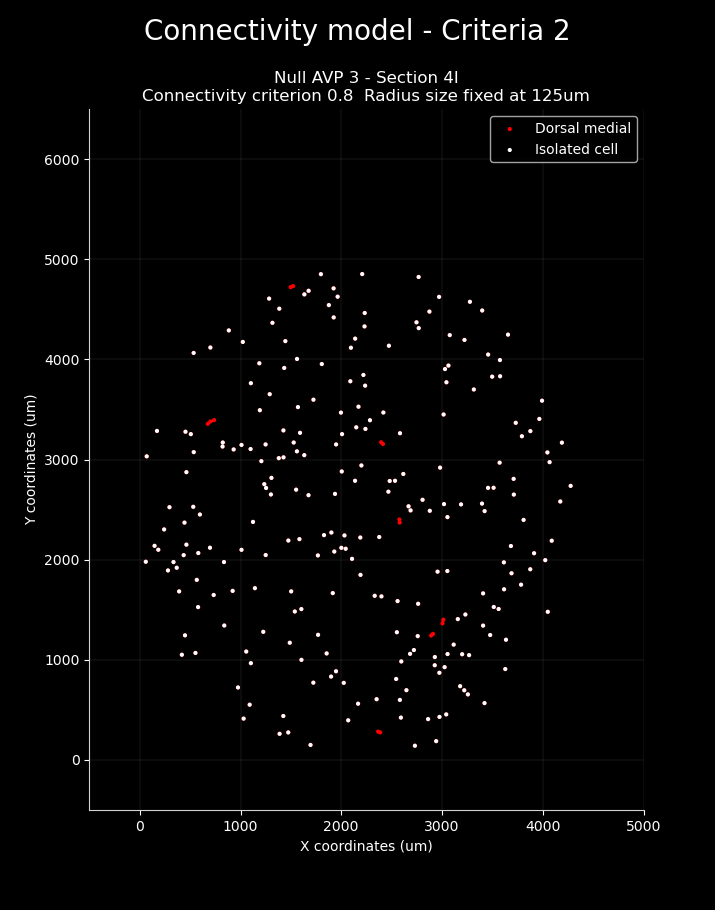 Connectivity model - Criteria 2
Null AVP 3 - Section 4I
Connectivity criterion 0.8  Radius size fixed at 125um
Dorsal medial
Isolated cell
6000
5000
4000
3000
2000
1000
0
Y coordinates (um)
0 1000 2000 3000 4000 5000
X coordinates (um)